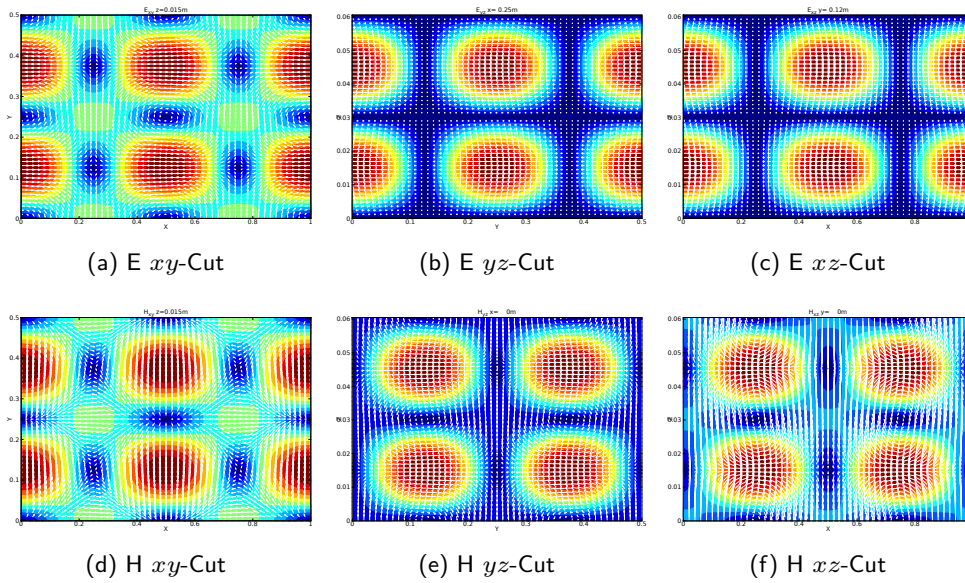 E_xy z=0.015m
0.5
0.4
0.3
Y
0.2
0.1
0
0 0.2 0.4 0.6 0.8 1
X
(a) E xy-Cut
E_yz x= 0.25m
0.06
0.05
0.04
0.03
0.02
0.01
0
0.1 0.2 0.3 0.4 0.5
Y
(b) E yz-Cut
E_xz y= 0.12m
0.06
0.05
0.04
0.03
0.02
0.01
0
0 0.2 0.4 0.6 0.8
X
(c) E xz-Cut
H_xy z=0.015m
0.5
0.4
0.3
Y
0.2
0.1
0
0 0.2 0.4 0.6 0.8 1
X
(d) H xy-Cut
H_yz x= 0m
0.06
0.05
0.04
0.03
0.02
0.01
0
0.1 0.2 0.3 0.4 0.5
Y
(e) H yz-Cut
H_xz y= 0m
0.06
0.05
0.04
0.03
0.02
0.01
0
0 0.2 0.4 0.6 0.8
X
(f) H xz-Cut